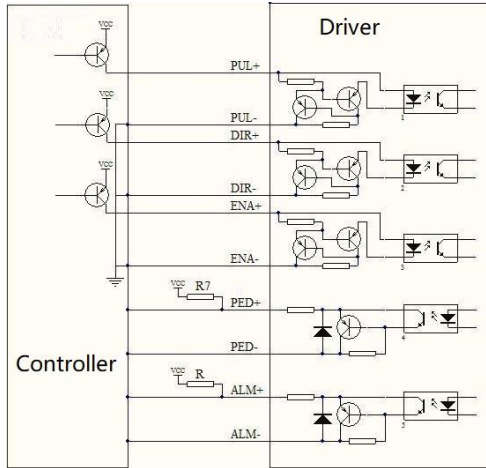 Driver
VCC
PUL+
VCC
PUL-
1
DIR+
VCC
2
DIR-
ENA+
3
ENA-
VCC R7
PED+
4
PED-
Controller
VCC R
ALM+
5
ALM-